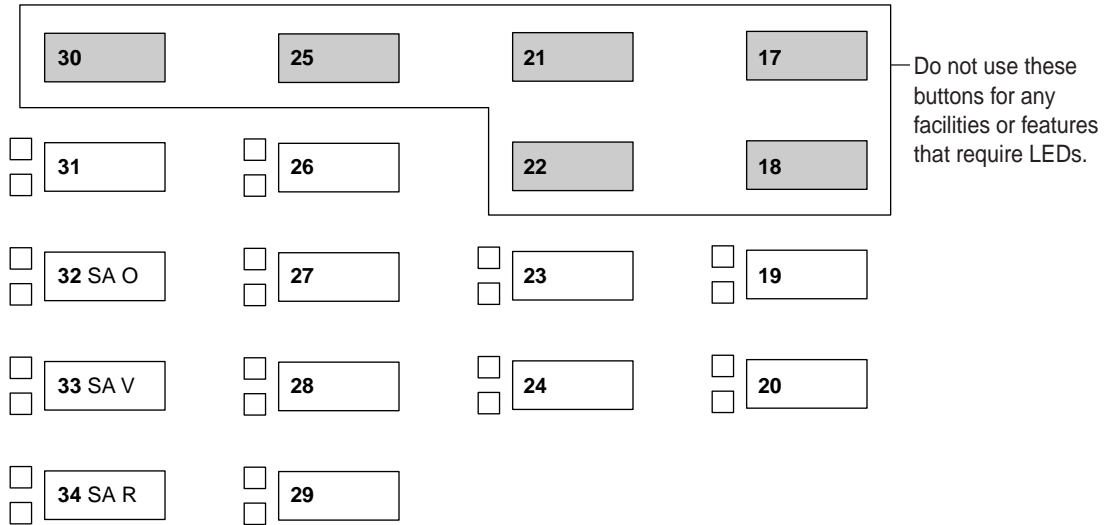 30 25 21 17
Do not use these
buttons for any
facilities or features
that require LEDs.
31 26 22 18
32 SA O 27 23 19
33 SA V 28 24 20
34 SA R 29